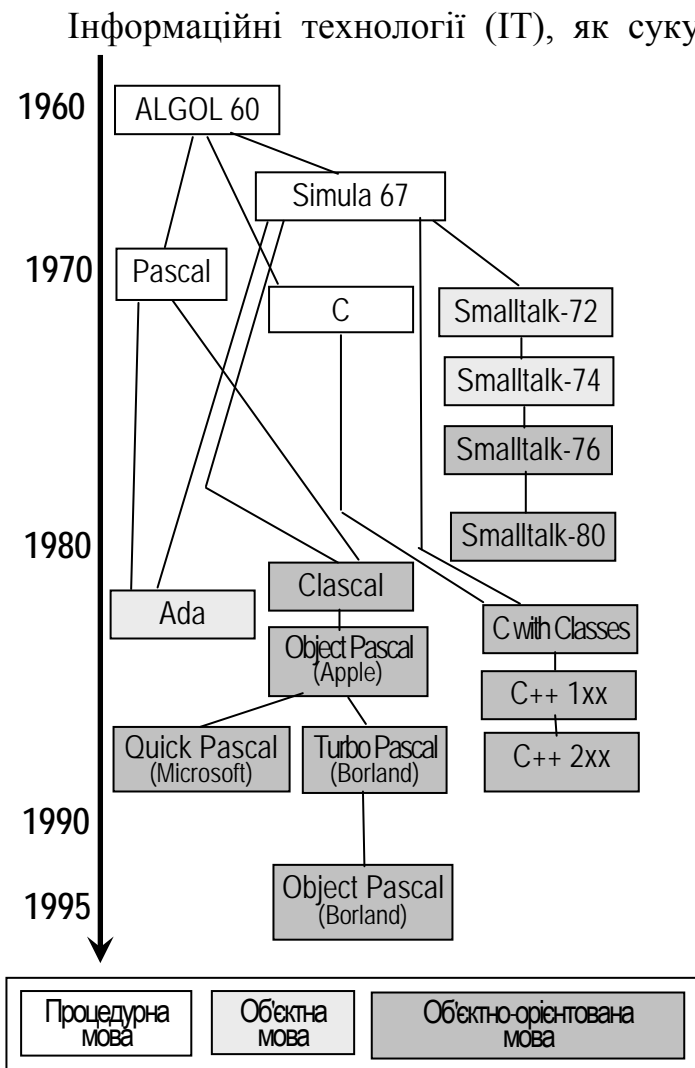 Інформаційні технології (ІТ), як суку
1960
ALGOL 60
Simula 67
1970
Pascal
C
Smalltalk-72
Smalltalk-74
Smalltalk-76
1980
Smalltalk-80
Clascal
Ada
C with Classes
Object Pascal
(Apple)
C++ 1xx
Quick Pascal
(Microsoft)
Turbo Pascal
(Borland)
C++ 2xx
1990
1995
Object Pascal
(Borland)
Процедурна
мова
Об'єктна
мова
Об'єктно-орієнтована
мова